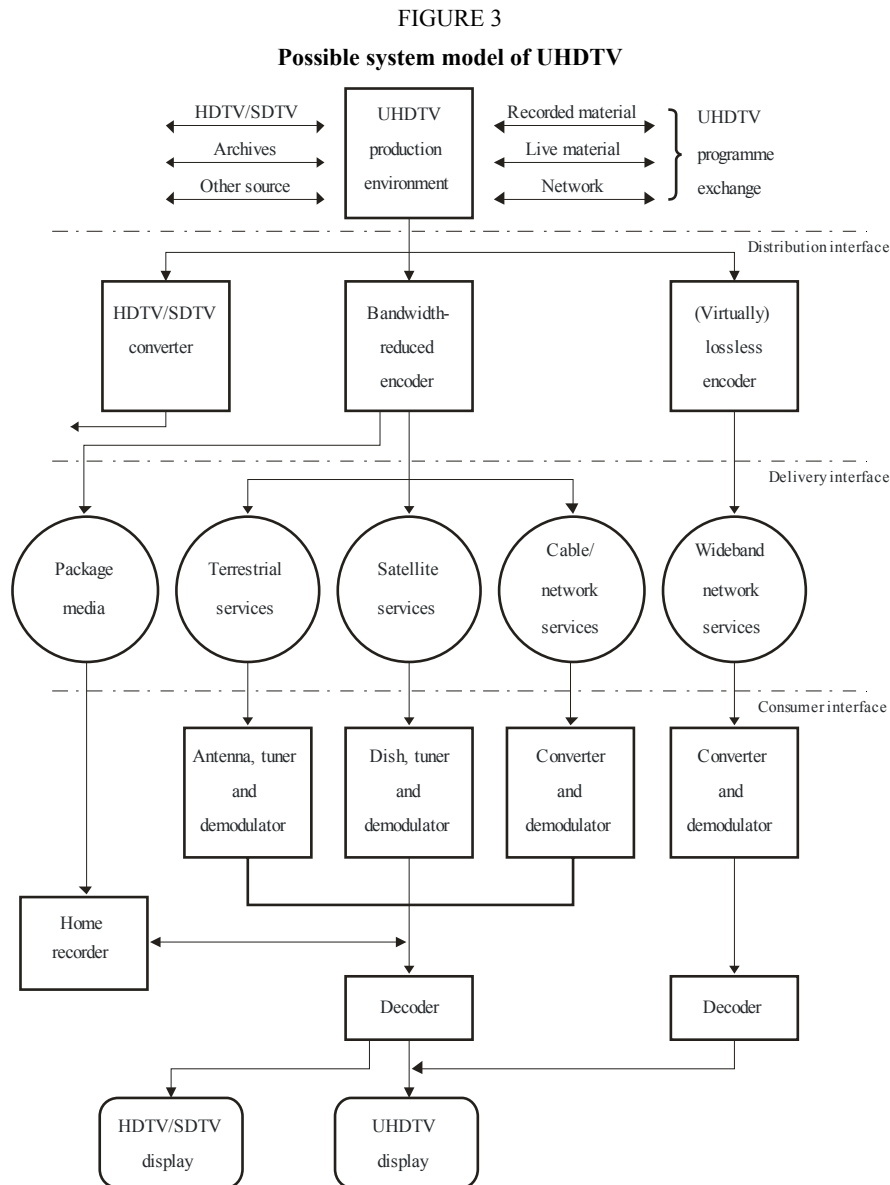 FIGURE 3
Possible system model of UHDTV
HDTV/SDTV
Archives
Other source
UHDTV
production
environment
Recorded material
Live material
Network
UHDTV
programme
exchange
Distribution interface
HDTV/SDTV
converter
Bandwidth-
reduced
encoder
(Virtually)
lossless
encoder
Delivery interface
Package
media
Terrestrial
services
Satellite
services
Cable/
network
services
Wideband
network
services
Consumer interface
Antenna, tuner
and
demodulator
Dish, tuner
and
demodulator
Converter
and
demodulator
Converter
and
demodulator
Home
recorder
Decoder
Decoder
HDTV/SDTV
display
UHDTV
display